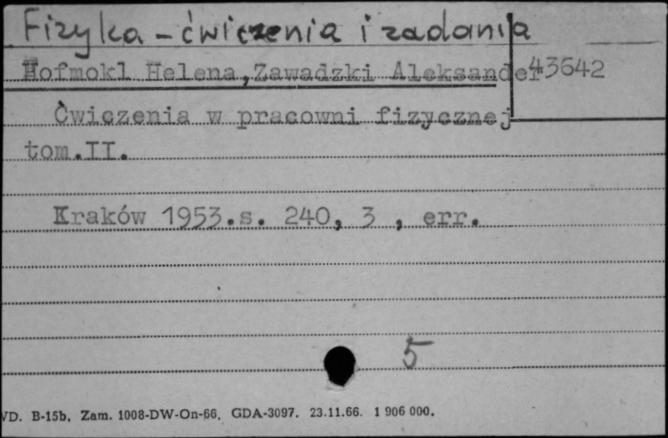 Fizyka - ćwiczenia i zadania
Hofmokl Helena,Zawadzki Aleksander
43642
Ćwiczenia w pracowni fizycznej
tom.II.
Kraków 1953.s. 240, 3 , err.
5
WD. B-15b. Zam. 1008-DW-On-66. GDA-3097. 23.11.66. 1 906 000.